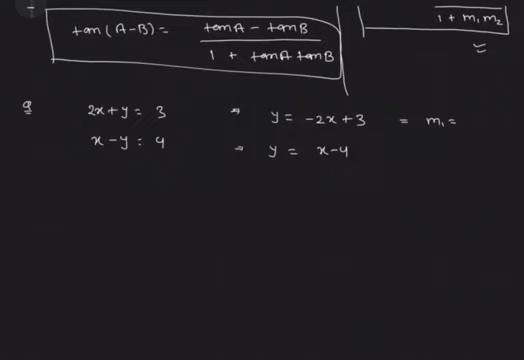 tan(A-B) = tanA - tanB / 1 + tanA tanB
1 + m₁m₂
Q 2x+y = 3 ⇒ y = -2x+3 = m₁ =
x-y = 4 ⇒ y = x-4